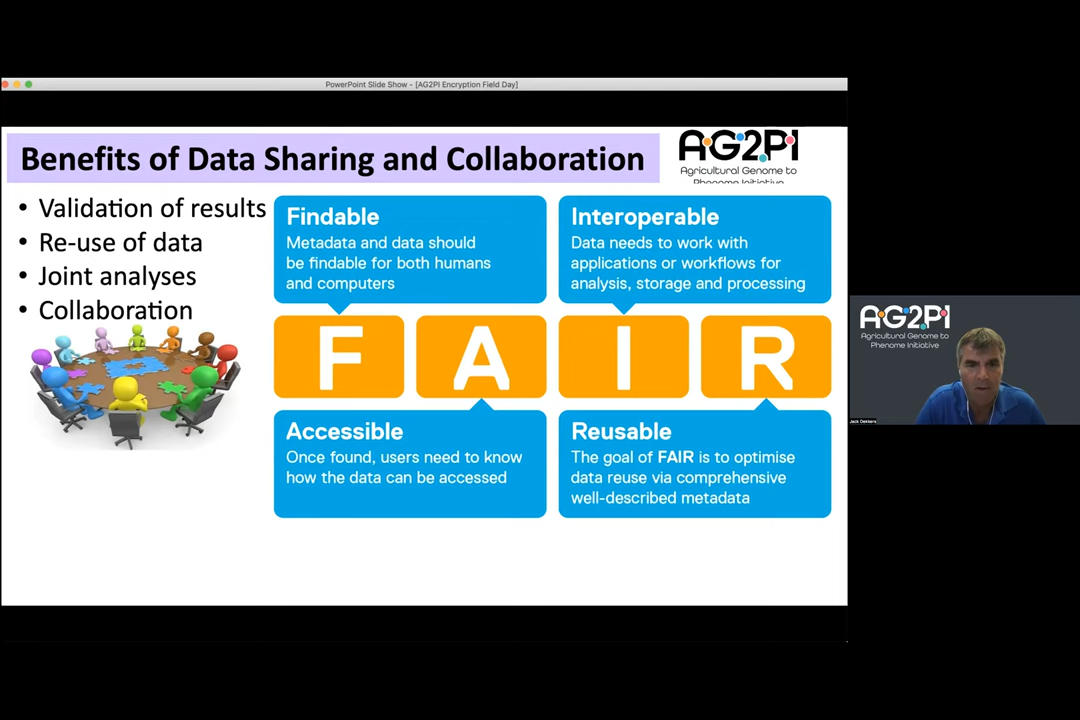 PowerPoint Slide Show - [AG2PI Encryption Field Day]
Benefits of Data Sharing and Collaboration
AG2PI
Agricultural Genome to
Phenome Initiative
• Validation of results
• Re-use of data
• Joint analyses
• Collaboration
Findable
Metadata and data should
be findable for both humans
and computers
Interoperable
Data needs to work with
applications or workflows for
analysis, storage and processing
F A I R
Accessible
Once found, users need to know
how the data can be accessed
Reusable
The goal of FAIR is to optimise
data reuse via comprehensive
well-described metadata
AG2PI
Agricultural Genome to
Phenome Initiative
Jack Dekkers